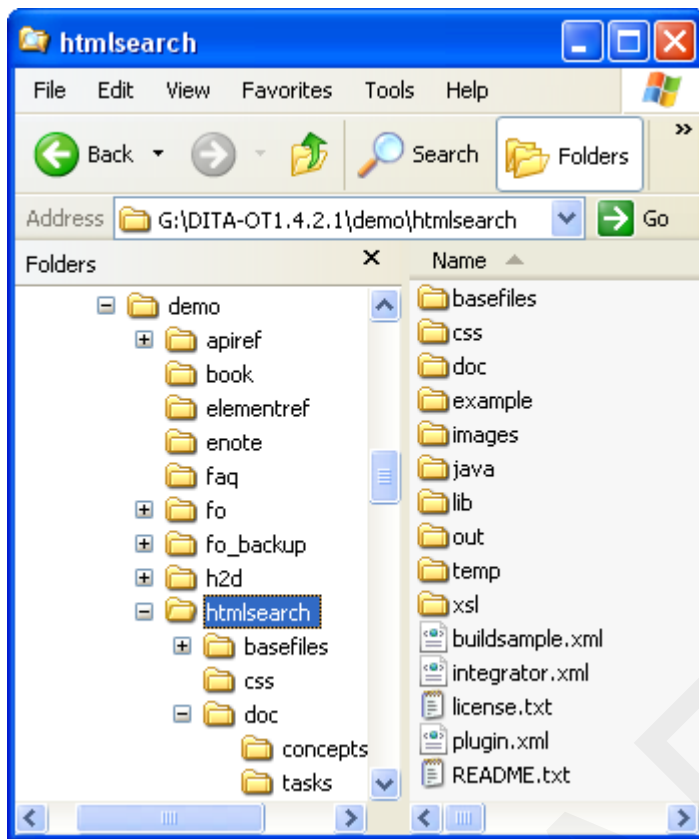 htmlsearch
File Edit View Favorites Tools Help
Back Search Folders »
Address G:\DITA-OT1.4.2.1\demo\htmlsearch Go
Folders
demo
apiref
book
elementref
enote
faq
fo
fo_backup
h2d
htmlsearch
basefiles
css
doc
concepts
tasks
Name
basefiles
css
doc
example
images
java
lib
out
temp
xsl
buildsample.xml
integrator.xml
license.txt
plugin.xml
README.txt